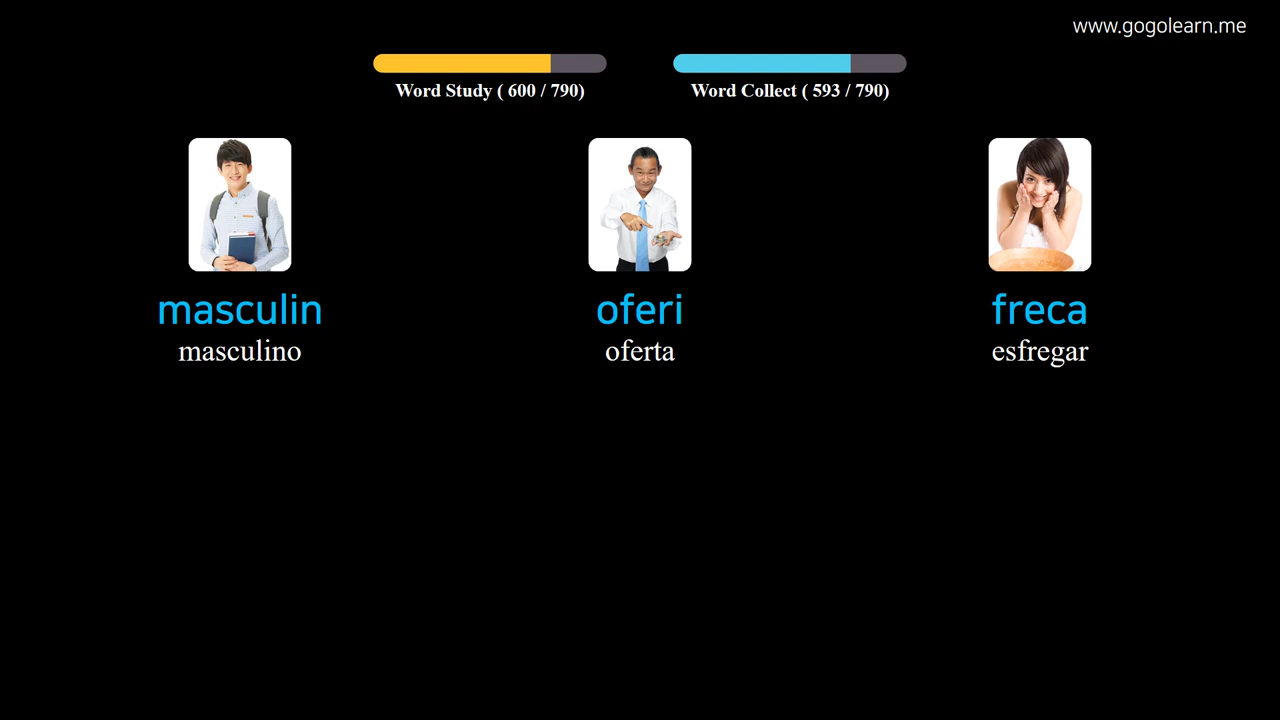 www.gogolearn.me
Word Study ( 600 / 790)
Word Collect ( 593 / 790)
masculin
masculino
oferi
oferta
freca
esfregar